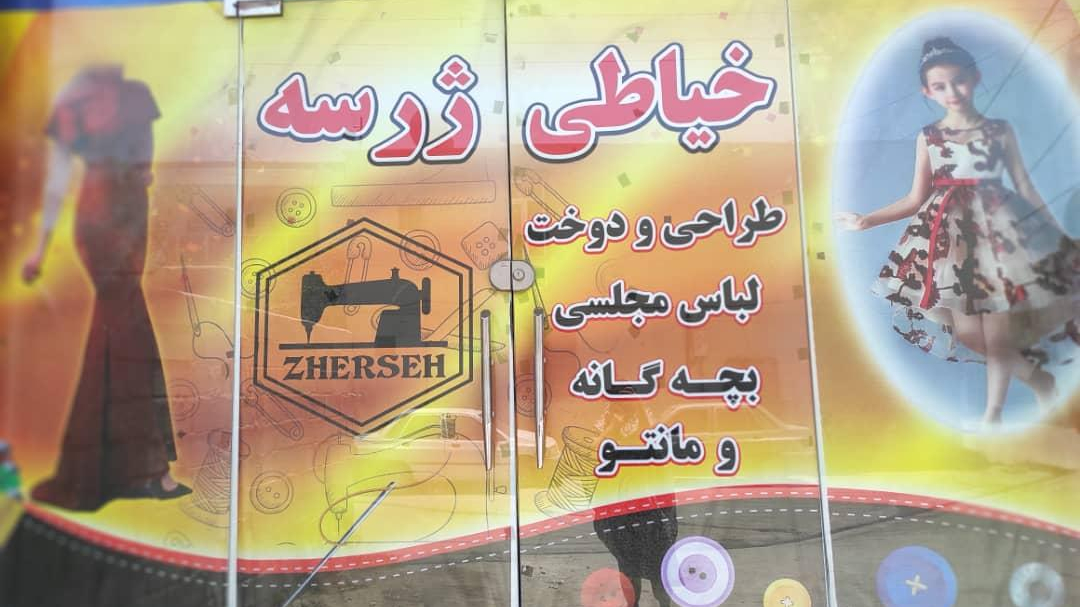 خیاطی ژرسه
طراحی و دوخت
لباس مجلسی
بچه گانه
و مانتو
ZHERSEH